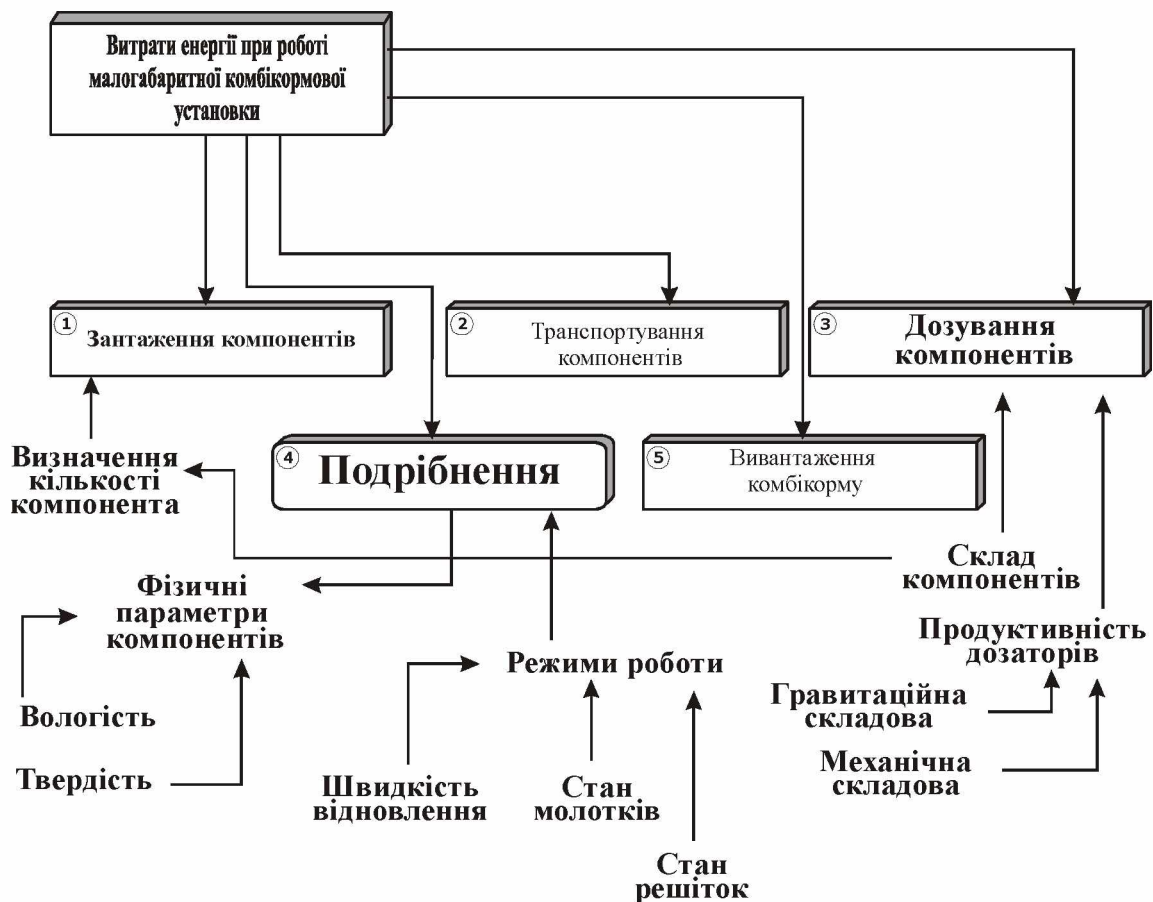 Витрати енергії при роботі
малогабаритної комбікормової
установки
1
Зантаження компонентів
2
Транспортування
компонентів
3
Дозування
компонентів
4
Подрібнення
5
Вивантаження
комбікорму
Визначення
кількості
компонента
Склад
компонентів
Фізичні
параметри
компонентів
Продуктивність
дозаторів
Режими роботи
Гравитаційна
складова
Вологість
Механічна
складова
Твердість
Швидкість
відновлення
Стан
молотків
Стан
решіток